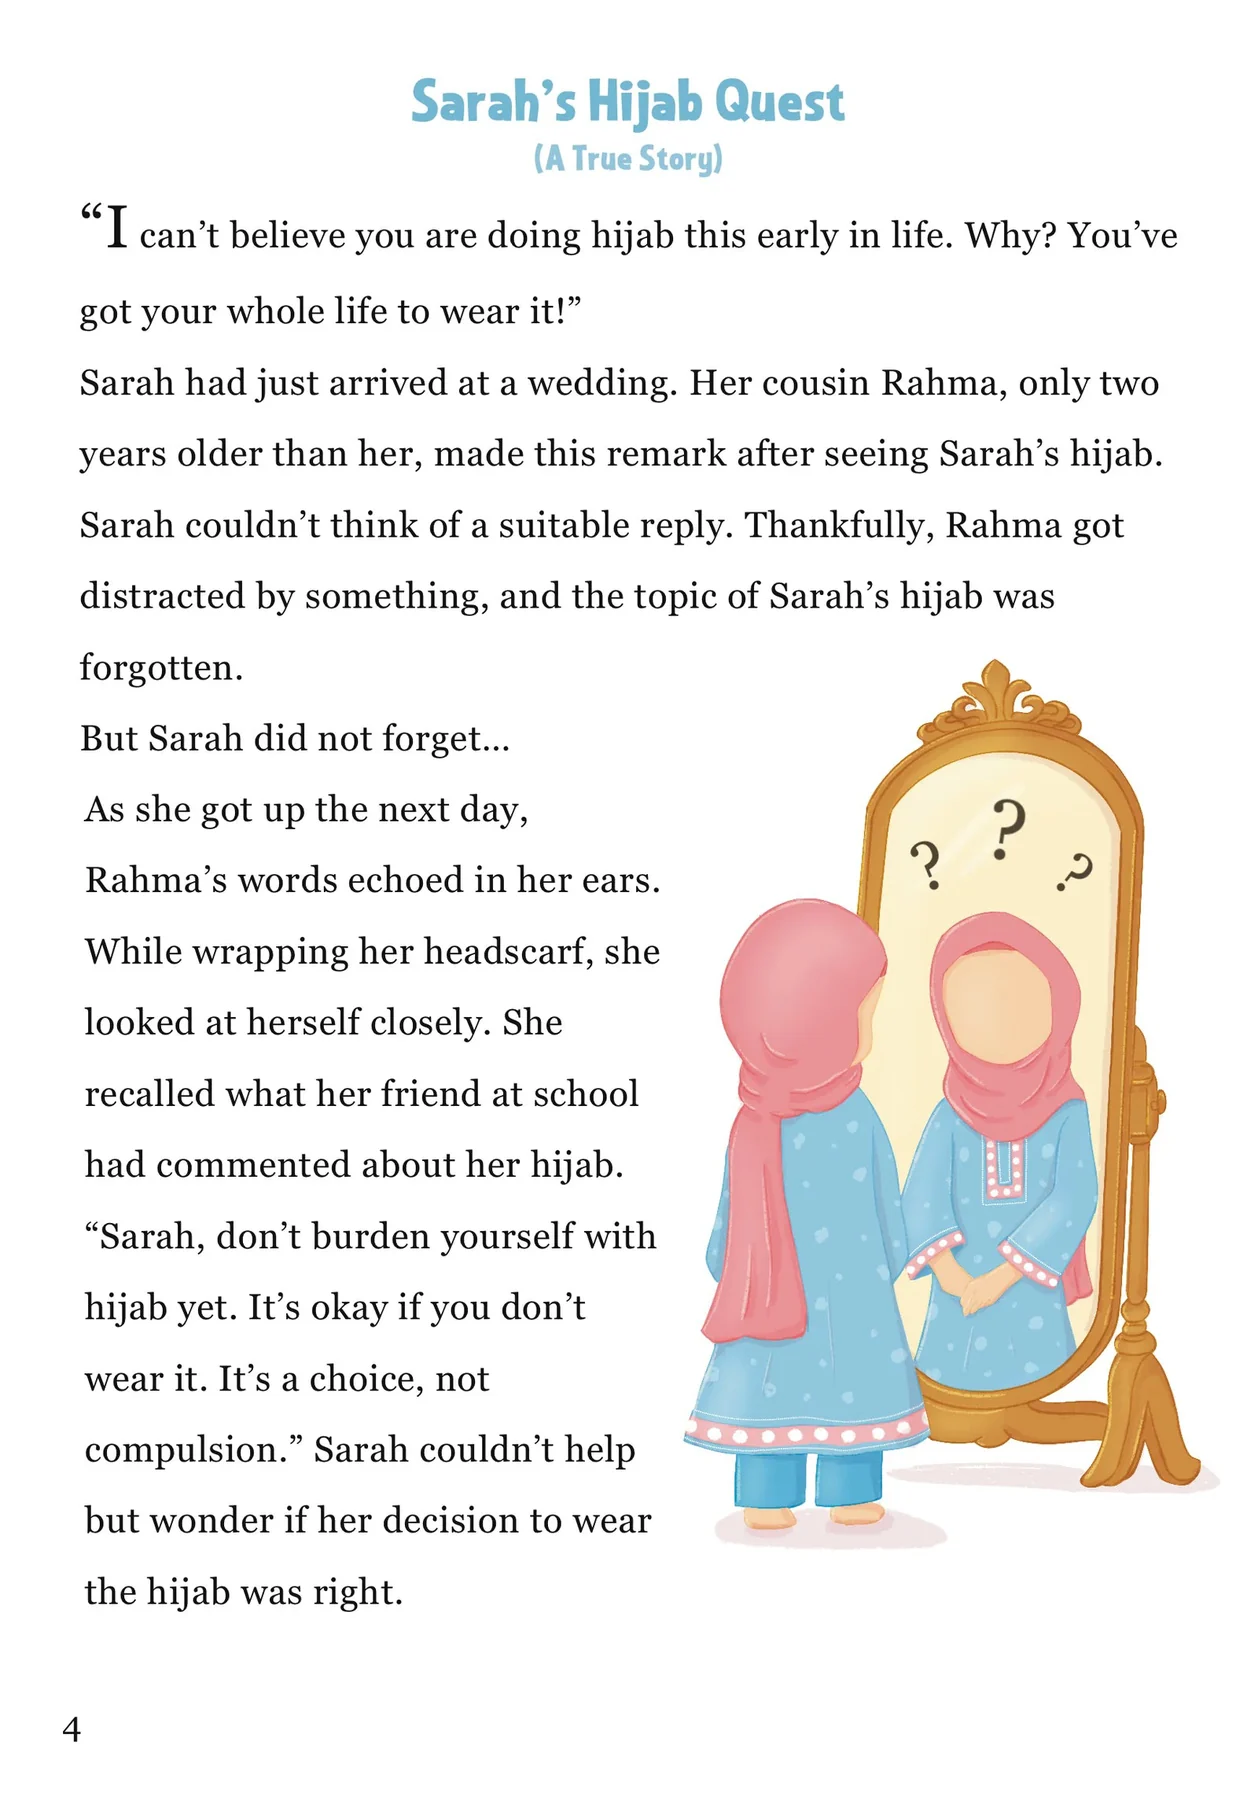 Sarah’s Hijab Quest
(A True Story)
“I can’t believe you are doing hijab this early in life. Why? You’ve
got your whole life to wear it!”
Sarah had just arrived at a wedding. Her cousin Rahma, only two
years older than her, made this remark after seeing Sarah’s hijab.
Sarah couldn’t think of a suitable reply. Thankfully, Rahma got
distracted by something, and the topic of Sarah’s hijab was
forgotten.
But Sarah did not forget...
As she got up the next day,
Rahma’s words echoed in her ears.
While wrapping her headscarf, she
looked at herself closely. She
recalled what her friend at school
had commented about her hijab.
“Sarah, don’t burden yourself with
hijab yet. It’s okay if you don’t
wear it. It’s a choice, not
compulsion.” Sarah couldn’t help
but wonder if her decision to wear
the hijab was right.
? ? ?
4